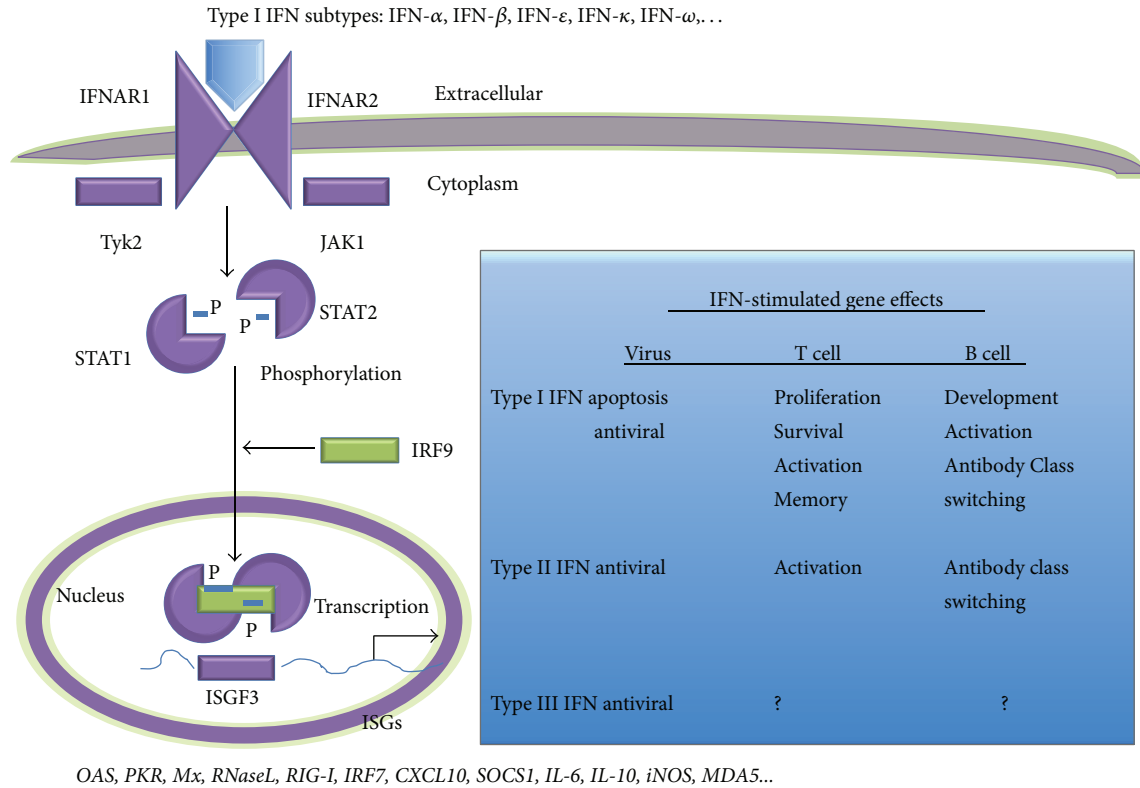 Type I IFN subtypes: IFN-α, IFN-β, IFN-ε, IFN-κ, IFN-ω,. . .
IFNAR1
IFNAR2
Extracellular
Cytoplasm
Tyk2
JAK1
P
STAT2
P
STAT1
Phosphorylation
IRF9
P
Nucleus
Transcription
P
ISGF3
ISGs
OAS, PKR, Mx, RNaseL, RIG-I, IRF7, CXCL10, SOCS1, IL-6, IL-10, iNOS, MDA5...
IFN-stimulated gene effects
Virus T cell B cell
Type I IFN apoptosis Proliferation Development
antiviral Survival Activation
Activation Antibody Class
Memory switching
Type II IFN antiviral Activation Antibody class
switching
Type III IFN antiviral ? ?